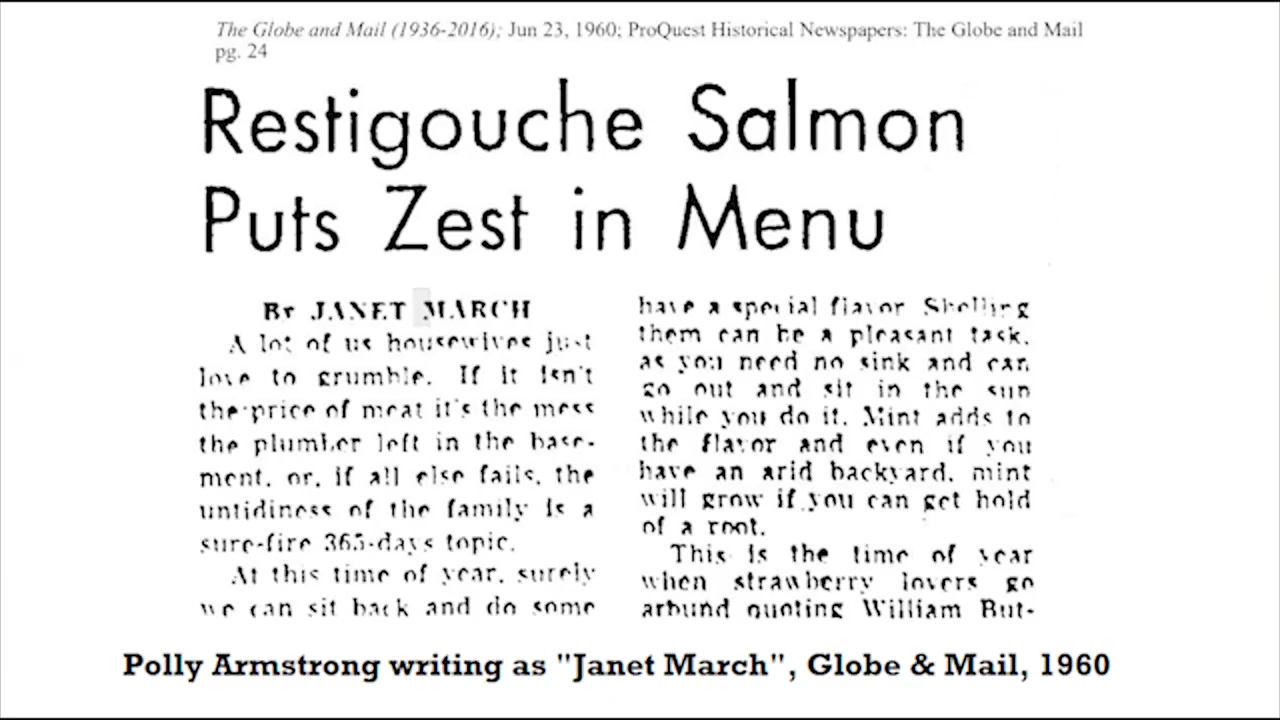 The Globe and Mail (1936-2016); Jun 23, 1960; ProQuest Historical Newspapers: The Globe and Mail
pg. 24
Restigouche Salmon
Puts Zest in Menu
By JANET MARCH
A lot of us housewives just
love to grumble. If it isn't
the price of meat it's the mess
the plumber left in the base-
ment, or, if all else fails, the
untidiness of the family is a
sure-fire 365-days topic.
At this time of year, surely
we can sit back and do some
have a special flavor. Shelling
them can be a pleasant task,
as you need no sink and can
go out and sit in the sun
while you do it. Mint adds to
the flavor and even if you
have an arid backyard, mint
will grow if you can get hold
of a root.
This is the time of year
when strawberry lovers go
around quoting William But-
Polly Armstrong writing as "Janet March", Globe & Mail, 1960